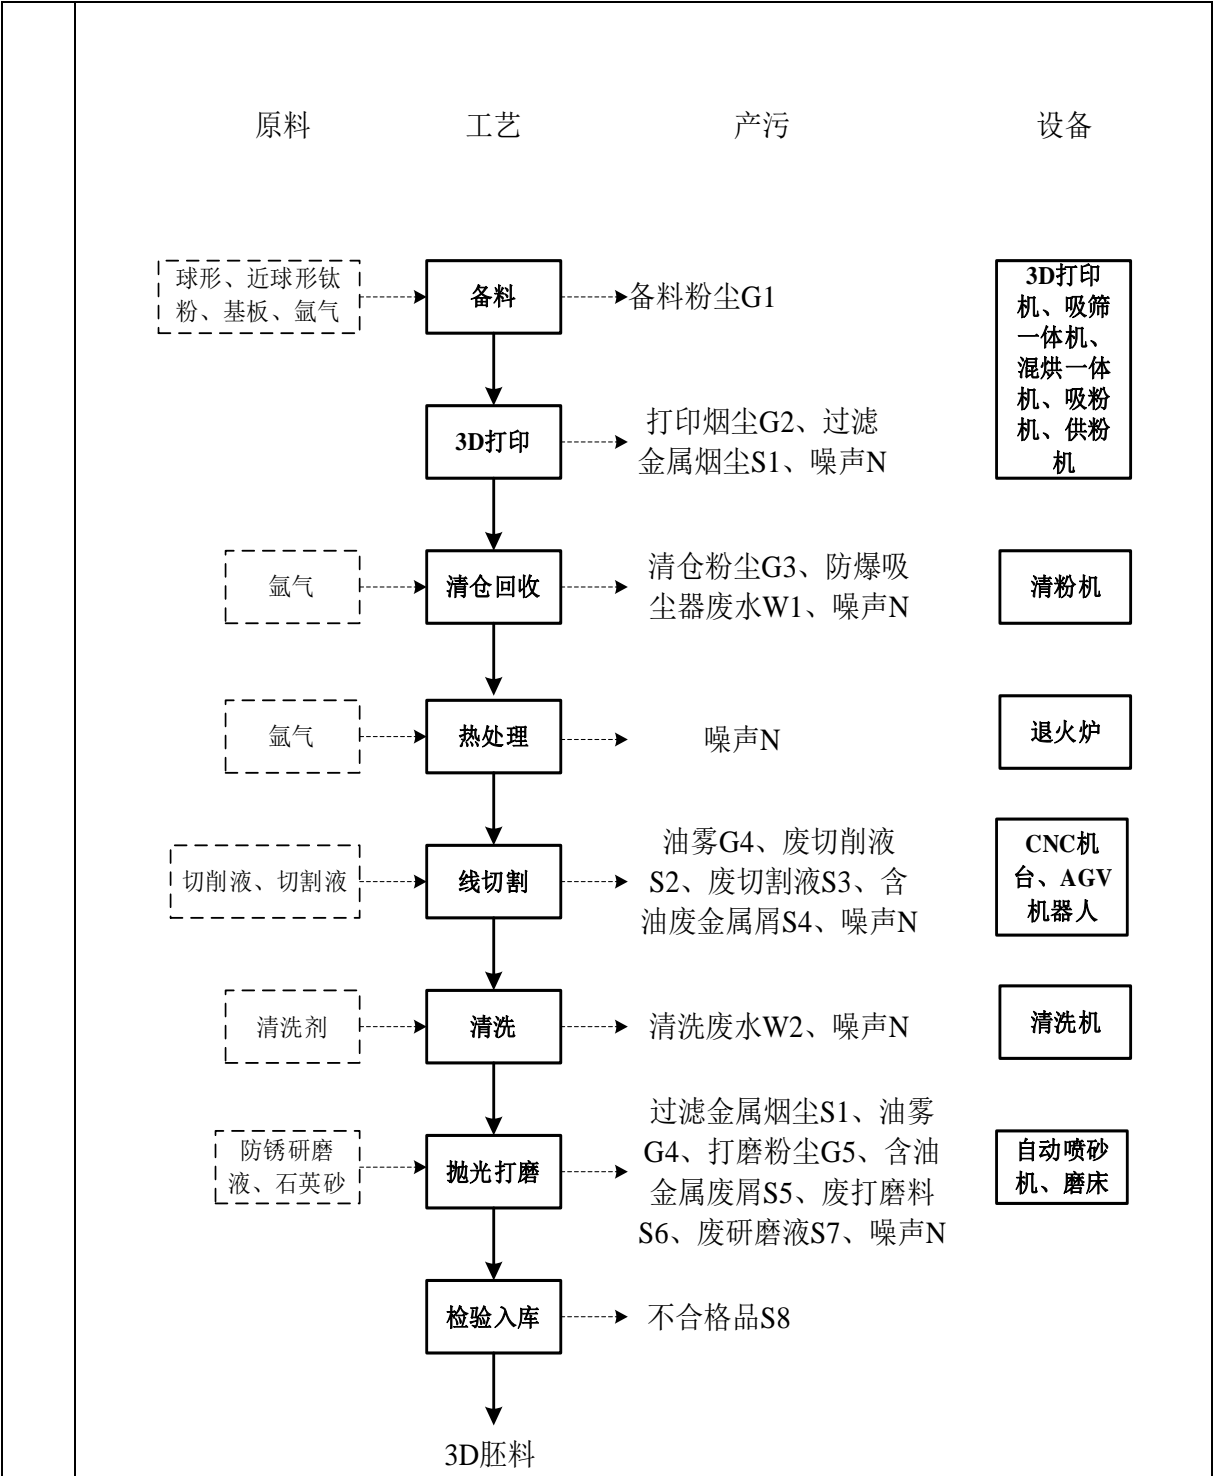 原料
工艺
产污
设备
球形、近球形钛
粉、基板、氩气
备料
备料粉尘G1
3D打印
机、吸筛
一体机、
混烘一体
机、吸粉
机、供粉
机
3D打印
打印烟尘G2、过滤
金属烟尘S1、噪声N
氩气
清仓回收
清仓粉尘G3、防爆吸
尘器废水W1、噪声N
清粉机
氩气
热处理
噪声N
退火炉
切削液、切割液
线切割
油雾G4、废切削液
S2、废切割液S3、含
油废金属屑S4、噪声N
CNC机
台、AGV
机器人
清洗剂
清洗
清洗废水W2、噪声N
清洗机
防锈研磨
液、石英砂
抛光打磨
过滤金属烟尘S1、油雾
G4、打磨粉尘G5、含油
金属废屑S5、废打磨料
S6、废研磨液S7、噪声N
自动喷砂
机、磨床
检验入库
不合格品S8
3D胚料